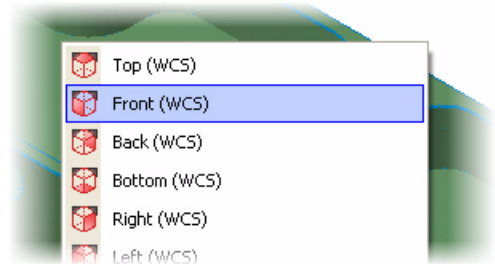 Top (WCS)
Front (WCS)
Back (WCS)
Bottom (WCS)
Right (WCS)
Left (WCS)